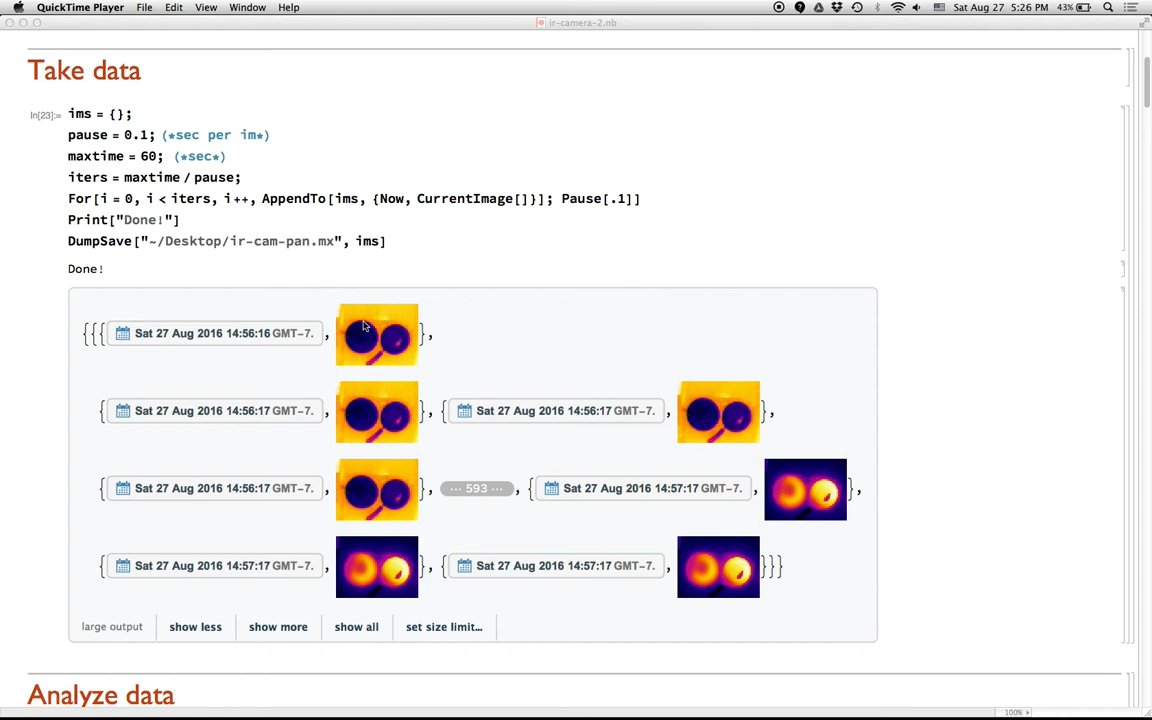 QuickTime Player File Edit View Window Help Sat Aug 27 5:26 PM 43%
ir-camera-2.nb
Take data
In[23]:= ims = {};
pause = 0.1; (*sec per im*)
maxtime = 60; (*sec*)
iters = maxtime / pause;
For[i = 0, i < iters, i++, AppendTo[ims, {Now, CurrentImage[]}]; Pause[.1]]
Print["Done!"]
DumpSave["~/Desktop/ir-cam-pan.mx", ims]
Done!
{{{ Sat 27 Aug 2016 14:56:16 GMT-7. , },
{ Sat 27 Aug 2016 14:56:17 GMT-7. , }, { Sat 27 Aug 2016 14:56:17 GMT-7. , },
{ Sat 27 Aug 2016 14:56:17 GMT-7. , }, ··· 593 ··· , { Sat 27 Aug 2016 14:57:17 GMT-7. , },
{ Sat 27 Aug 2016 14:57:17 GMT-7. , }, { Sat 27 Aug 2016 14:57:17 GMT-7. , }}}
large output show less show more show all set size limit...
Analyze data
100%